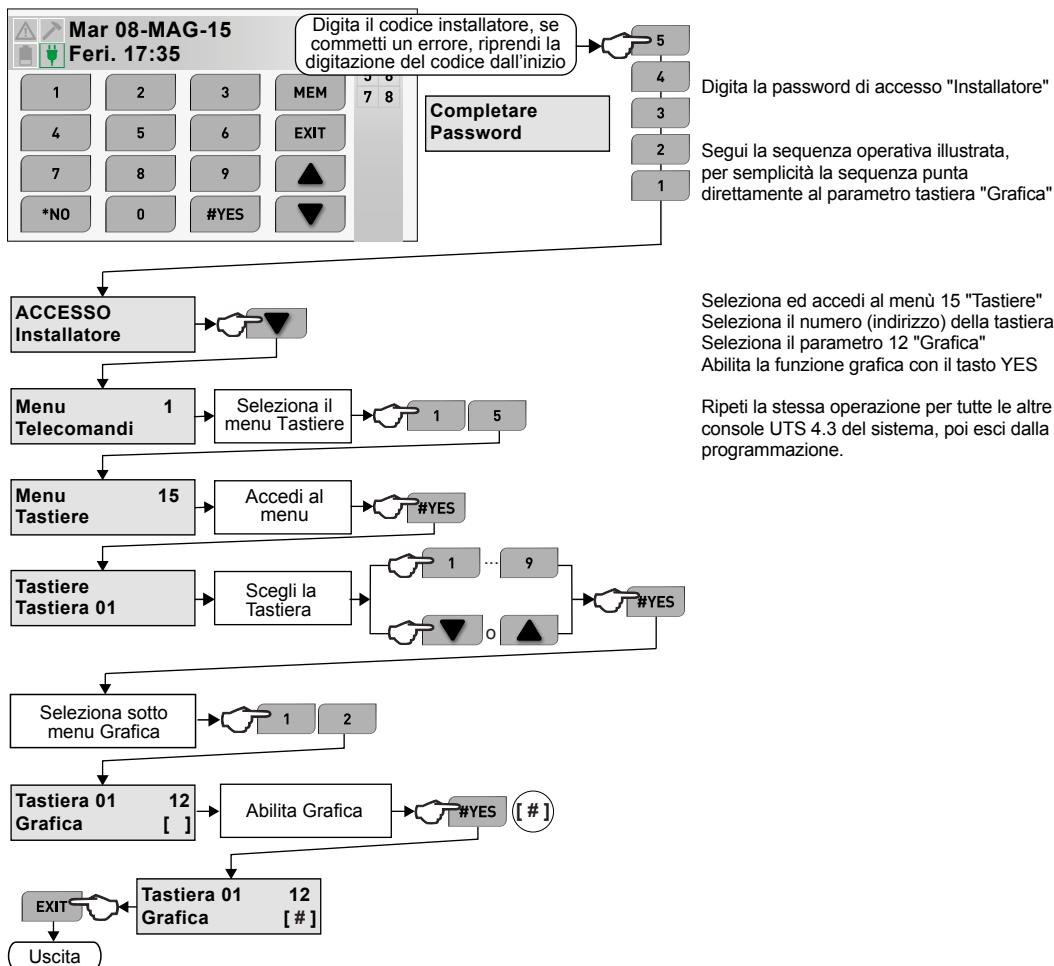 Mar 08-MAG-15
Feri. 17:35
Digita il codice installatore, se
commetti un errore, riprendi la
digitazione del codice dall'inizio
1 2 3 MEM
4 5 6 EXIT
7 8 9
*NO 0 #YES
5 6
7 8
Completare
Password
5
4
3
2
1
Digita la password di accesso "Installatore"
Segui la sequenza operativa illustrata,
per semplicità la sequenza punta
direttamente al parametro tastiera "Grafica"
ACCESSO
Installatore
Seleziona ed accedi al menù 15 "Tastiere"
Seleziona il numero (indirizzo) della tastiera
Seleziona il parametro 12 "Grafica"
Abilita la funzione grafica con il tasto YES
Ripeti la stessa operazione per tutte le altre
console UTS 4.3 del sistema, poi esci dalla
programmazione.
Menu 1
Telecomandi
Seleziona il
menu Tastiere
1 5
Menu 15
Tastiere
Accedi al
menu
#YES
Tastiere
Tastiera 01
Scegli la
Tastiera
1 ... 9
o
#YES
Seleziona sotto
menu Grafica
1 2
Tastiera 01 12
Grafica [ ]
Abilita Grafica
#YES
[ # ]
Tastiera 01 12
Grafica [ # ]
EXIT
Uscita